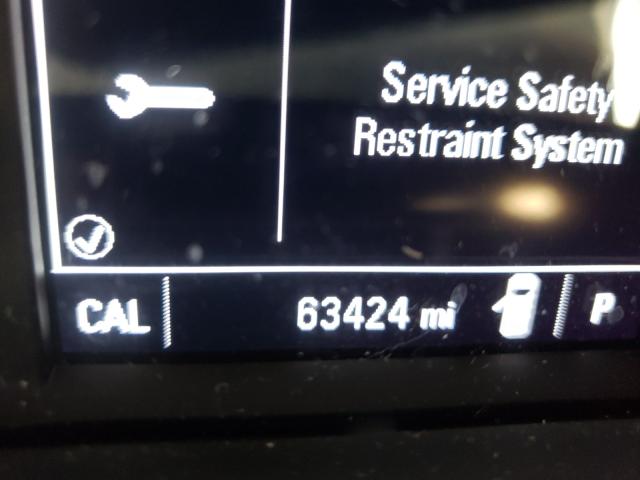 Service Safety
Restraint System
CAL 63424 mi P